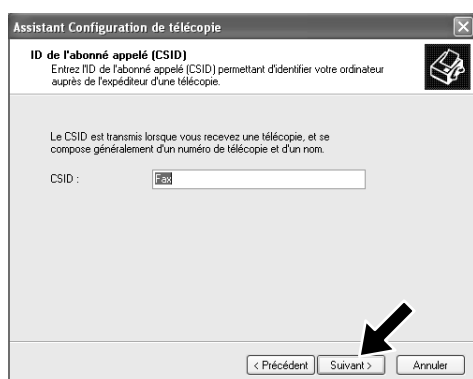 Assistant Configuration de télécopie
ID de l'abonné appelé (CSID)
Entrez l'ID de l'abonné appelé (CSID) permettant d'identifier votre ordinateur
auprès de l'expéditeur d'une télécopie.
Le CSID est transmis lorsque vous recevez une télécopie, et se
compose généralement d'un numéro de télécopie et d'un nom.
CSID : Fax
< Précédent Suivant > Annuler